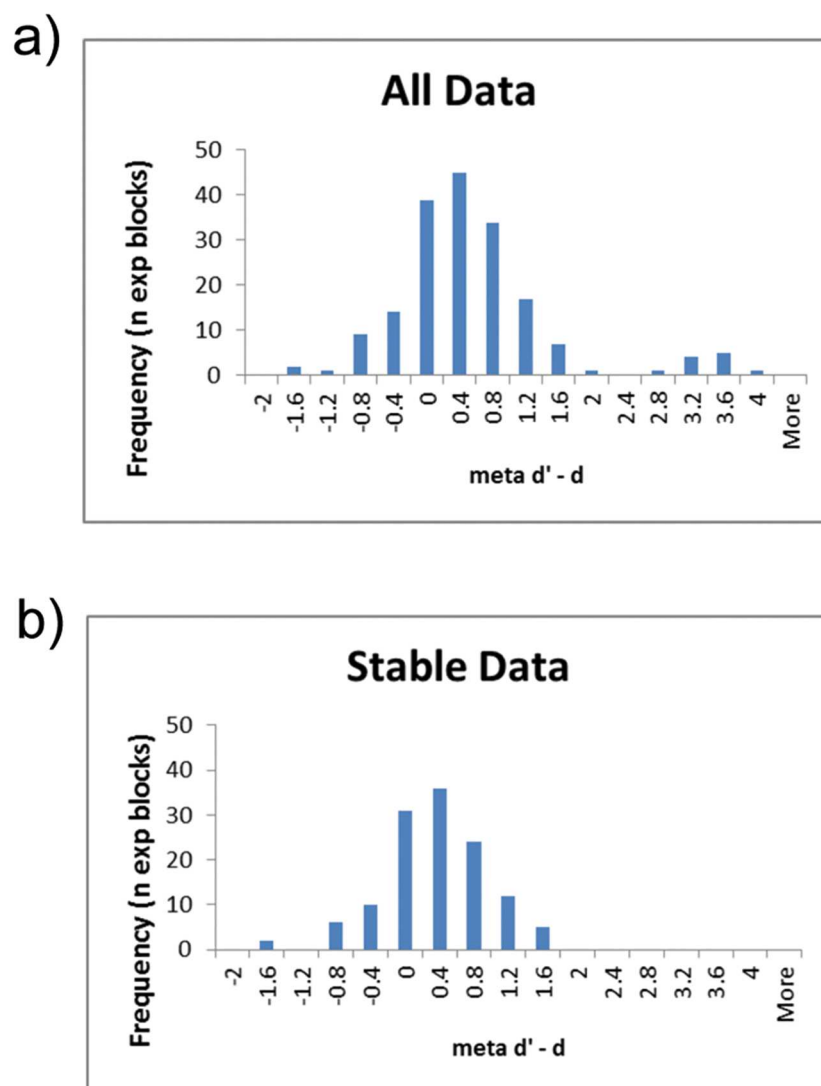 a)
All Data
Frequency (n exp blocks)
50
40
30
20
10
0
-2 -1.6 -1.2 -0.8 -0.4 0 0.4 0.8 1.2 1.6 2 2.4 2.8 3.2 3.6 4 More
meta d' - d
b)
Stable Data
Frequency (n exp blocks)
50
40
30
20
10
0
-2 -1.6 -1.2 -0.8 -0.4 0 0.4 0.8 1.2 1.6 2 2.4 2.8 3.2 3.6 4 More
meta d' - d